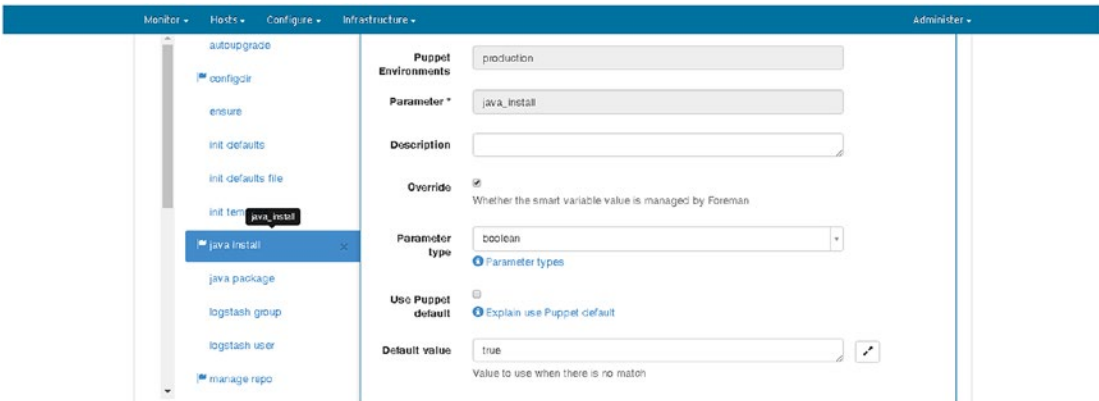 Monitor Hosts Configure Infrastructure Administer
autoupgrade
configdir
ensure
init defaults
init defaults file
init tem
java_install
java install
java package
logstash group
logstash user
manage repo
Puppet
Environments
production
Parameter *
java_install
Description
Override
Whether the smart variable value is managed by Foreman
Parameter
type
boolean
Parameter types
Use Puppet
default
Explain use Puppet default
Default value
true
Value to use when there is no match